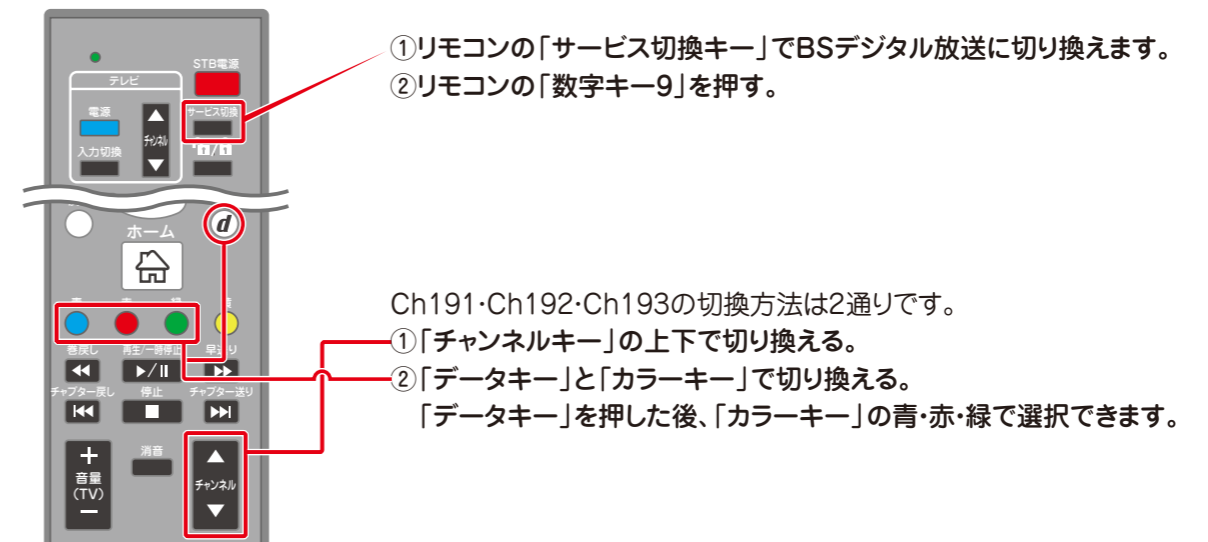 ①リモコンの「サービス切換キー」でBSデジタル放送に切り換えます。
②リモコンの「数字キー9」を押す。
STB電源
テレビ
電源
サービス切換
チャンネル
入力切換
d
ホーム
Ch191・Ch192・Ch193の切換方法は2通りです。
①「チャンネルキー」の上下で切り換える。
②「データキー」と「カラーキー」で切り換える。
「データキー」を押した後、「カラーキー」の青・赤・緑で選択できます。
巻戻し 再生/一時停止 早送り
チャプター戻し 停止 チャプター送り
+ 消音
音量 チャンネル
(TV)
−